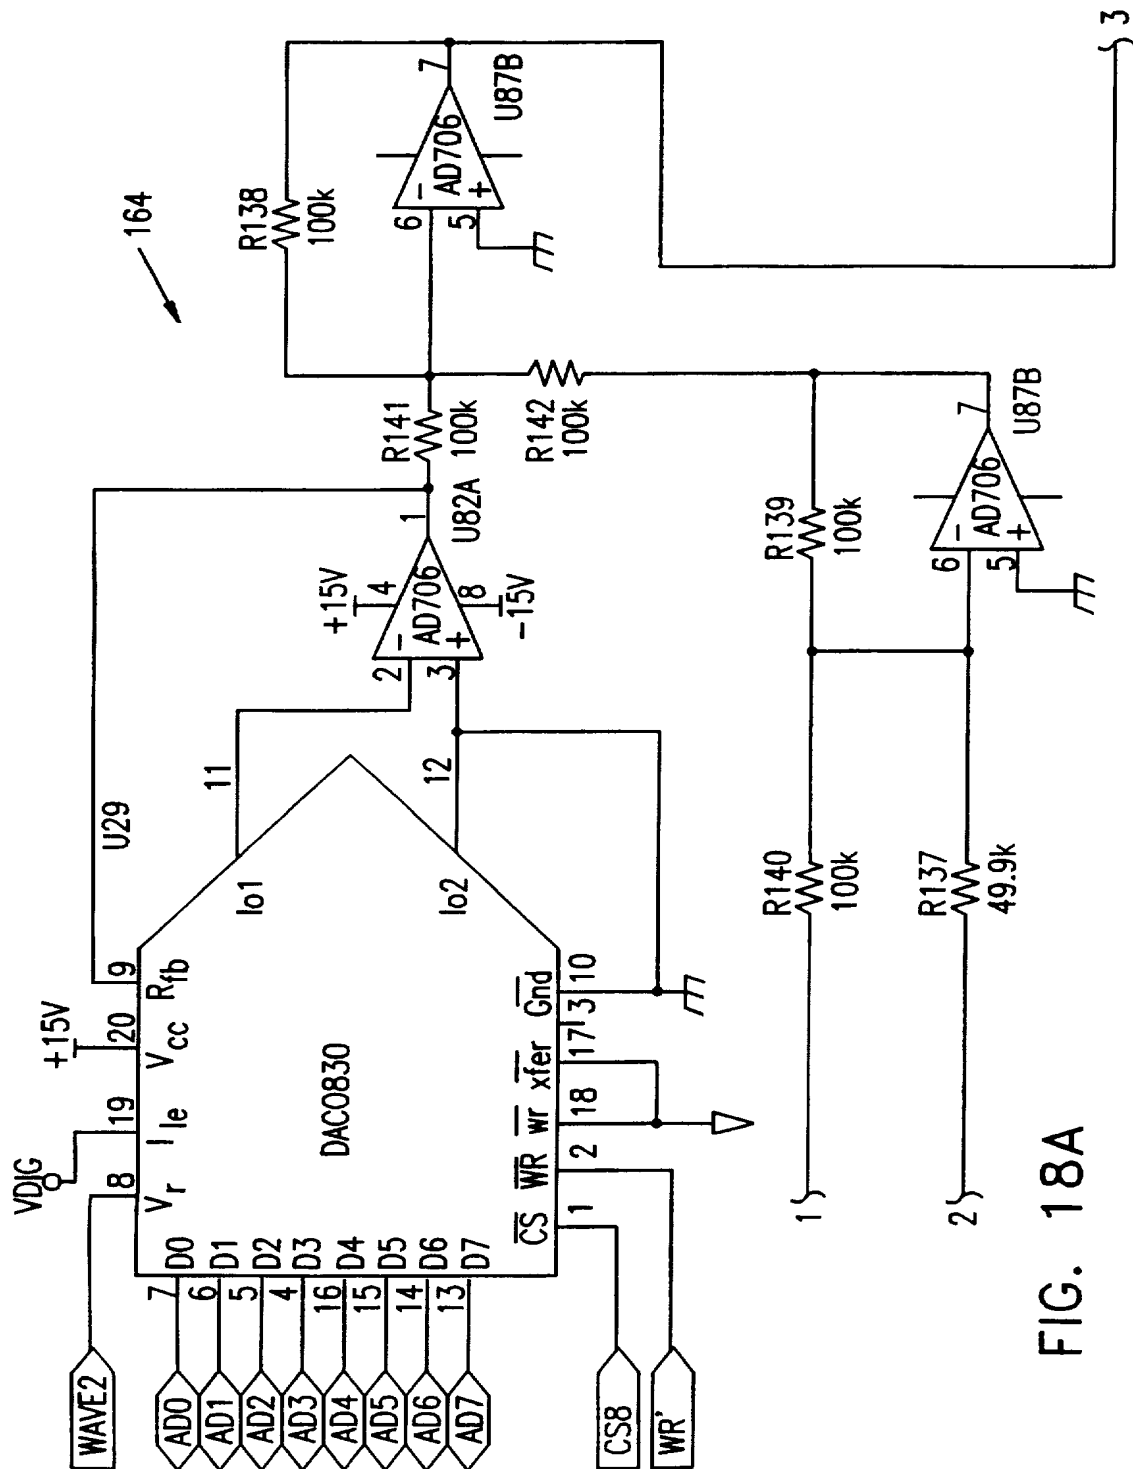 164
R138
100k
7
6
-
AD706
+
5
U87B
3
U29
9
11
+15V
4
2
-
AD706
+
3
8
-15V
1
U82A
R141
100k
R142
100k
12
WAVE2
VDIG
+15V
8
19
20
Vr
Ile
Vcc
Rfb
Io1
Io2
DAC0830
AD0
7
D0
AD1
6
D1
AD2
5
D2
AD3
4
D3
AD4
16
D4
AD5
15
D5
AD6
14
D6
AD7
13
D7
CS
WR
wr
xfer
Gnd
1
2
18
17
3
10
CS8
WR'
R140
100k
R139
100k
R137
49.9k
6
-
AD706
+
5
7
U87B
1
2
FIG. 18A